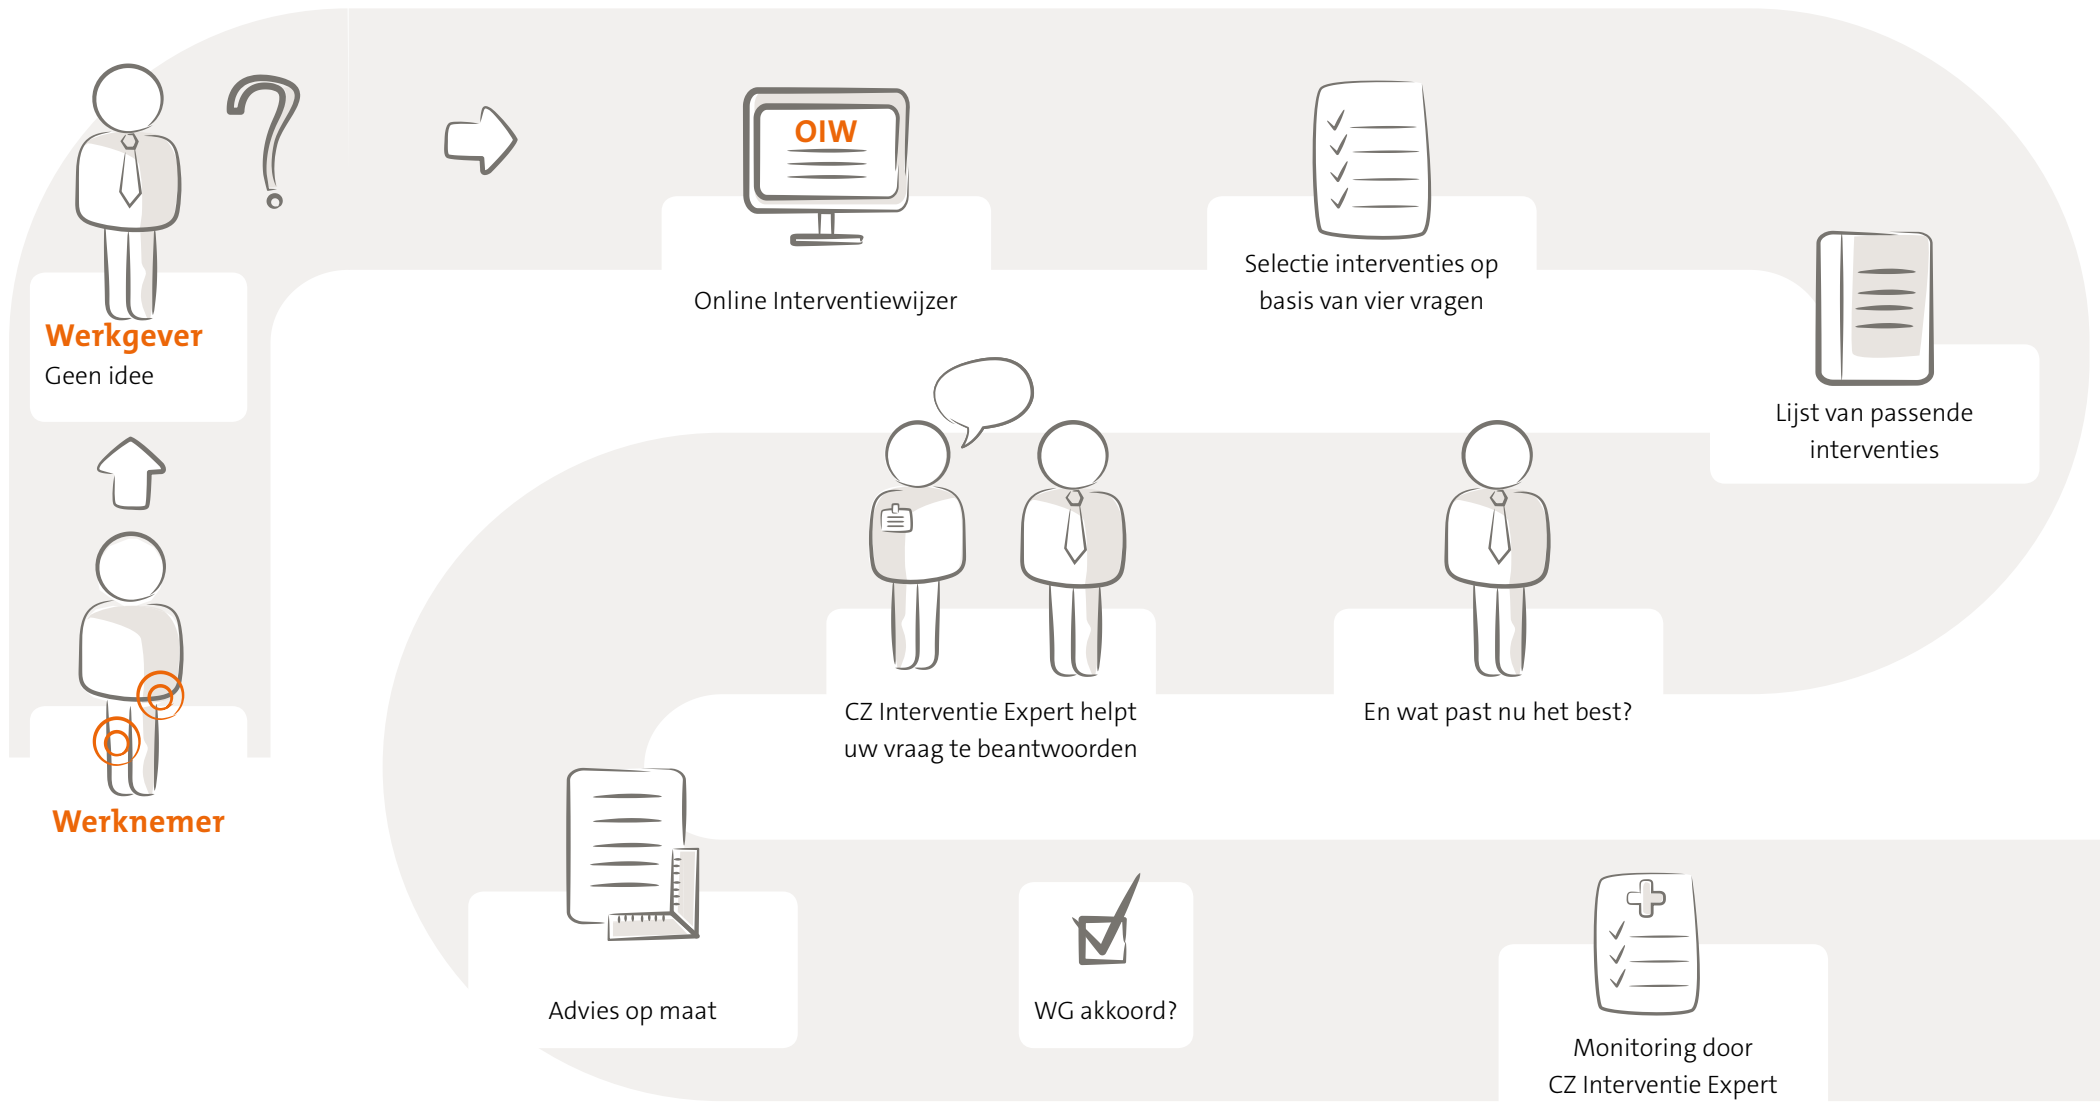 OIW
Online Interventiewijzer
Selectie interventies op
basis van vier vragen
Werkgever
Geen idee
Lijst van passende
interventies
En wat past nu het best?
CZ Interventie Expert helpt
uw vraag te beantwoorden
Werknemer
Advies op maat
WG akkoord?
Monitoring door
CZ Interventie Expert